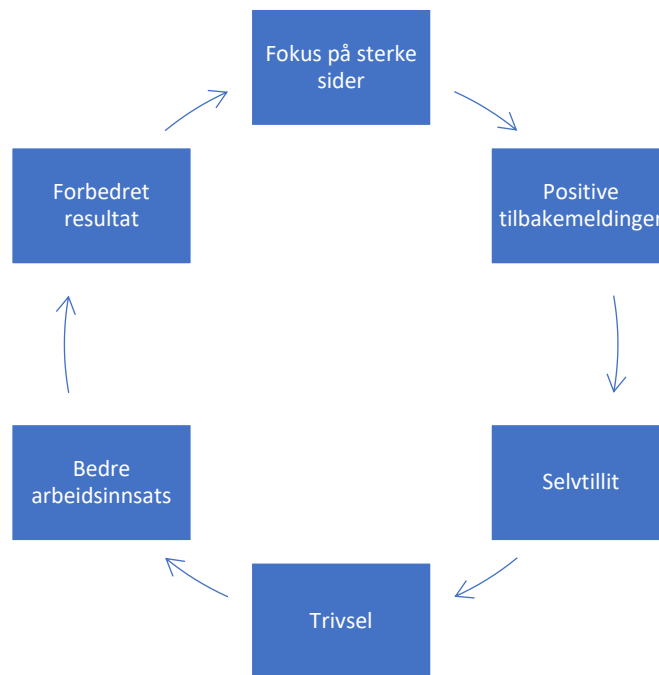 Fokus på sterke
sider
Positive
tilbakemeldinger
Selvtillit
Trivsel
Bedre
arbeidsinnsats
Forbedret
resultat